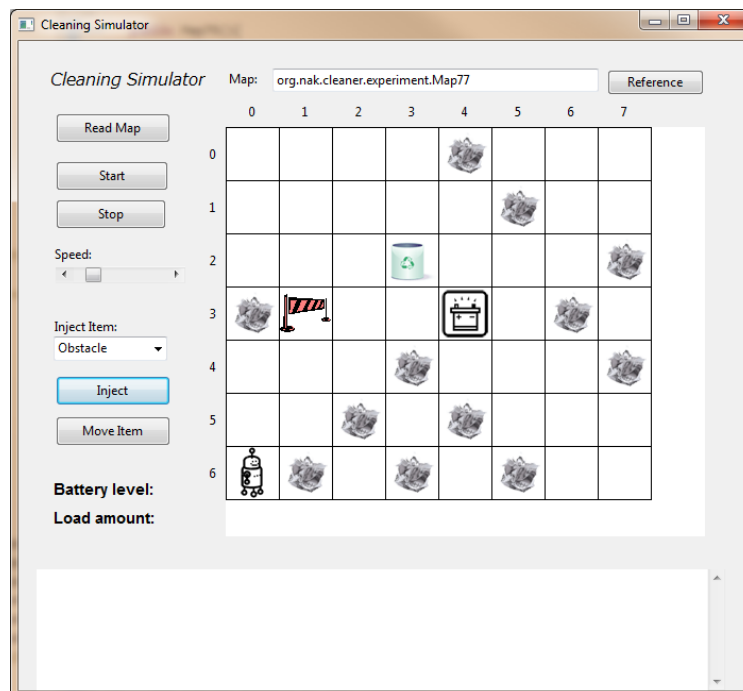 Cleaning Simulator
Cleaning Simulator
Map:
org.nak.cleaner.experiment.Map77
Reference
0 1 2 3 4 5 6 7
Read Map
0
Start
1
Stop
Speed:
2
Inject Item:
3
Obstacle
4
Inject
Move Item
5
6
Battery level:
Load amount: